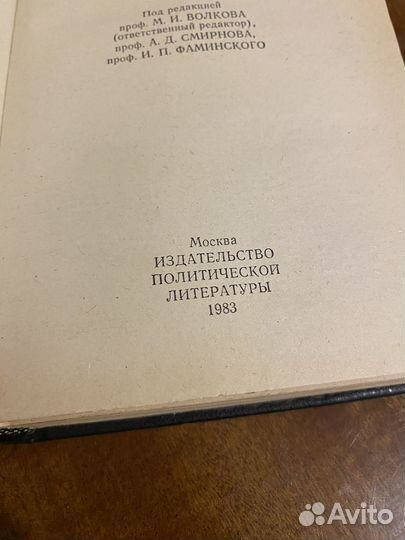 Под редакцией
проф. М. И. ВОЛКОВА
(ответственный редактор),
проф. А. Д. СМИРНОВА,
проф. И. П. ФАМИНСКОГО
Москва
ИЗДАТЕЛЬСТВО
ПОЛИТИЧЕСКОЙ
ЛИТЕРАТУРЫ
1983
Avito